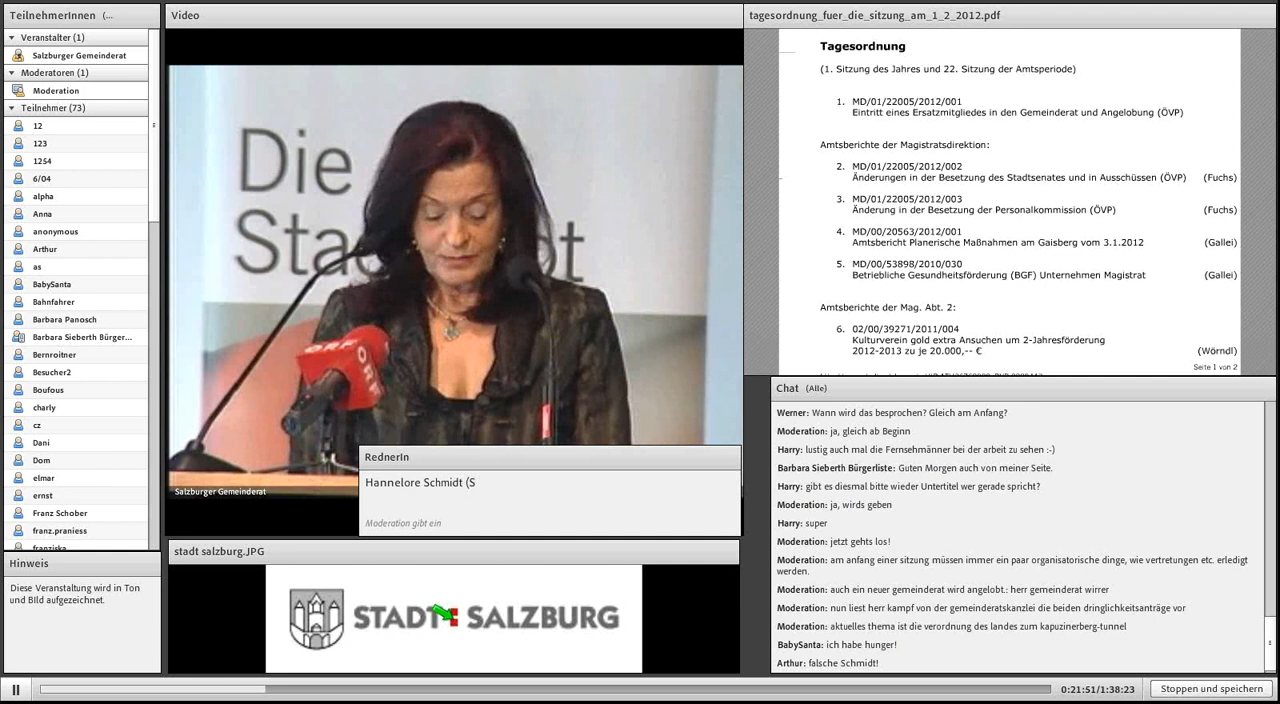 TeilnehmerInnen (...
Veranstalter (1)
Salzburger Gemeinderat
Moderatoren (1)
Moderation
Teilnehmer (73)
12
123
1254
6/04
alpha
Anna
anonymous
Arthur
as
BabySanta
Bahnfahrer
Barbara Panosch
Barbara Sieberth Bürger...
Bernroitner
Besucher2
Boufous
charly
cz
Dani
Dom
elmar
ernst
Franz Schober
franz.praniess
franziska
Hinweis
Diese Veranstaltung wird in Ton
und BIld aufgezeichnet.
Video
Die
ORF
Salzburger Gemeinderat
RednerIn
Hannelore Schmidt (S
Moderation gibt ein
stadt salzburg.JPG
STADT SALZBURG
tagesordnung_fuer_die_sitzung_am_1_2_2012.pdf
Tagesordnung
(1. Sitzung des Jahres und 22. Sitzung der Amtsperiode)
1. MD/01/22005/2012/001
Eintritt eines Ersatzmitgliedes in den Gemeinderat und Angelobung (ÖVP)
Amtsberichte der Magistratsdirektion:
2. MD/01/22005/2012/002
Änderungen in der Besetzung des Stadtsenates und in Ausschüssen (ÖVP) (Fuchs)
3. MD/01/22005/2012/003
Änderung in der Besetzung der Personalkommission (ÖVP) (Fuchs)
4. MD/00/20563/2012/001
Amtsbericht Planerische Maßnahmen am Gaisberg vom 3.1.2012 (Gallei)
5. MD/00/53898/2010/030
Betriebliche Gesundheitsförderung (BGF) Unternehmen Magistrat (Gallei)
Amtsberichte der Mag. Abt. 2:
6. 02/00/39271/2011/004
Kulturverein gold extra Ansuchen um 2-Jahresförderung
2012-2013 zu je 20.000,-- € (Wörndl)
Seite 1 von 2
Chat (Alle)
Werner: Wann wird das besprochen? Gleich am Anfang?
Moderation: ja, gleich ab Beginn
Harry: lustig auch mal die Fernsehmänner bei der arbeit zu sehen :-)
Barbara Sieberth Bürgerliste: Guten Morgen auch von meiner Seite.
Harry: gibt es diesmal bitte wieder Untertitel wer gerade spricht?
Moderation: ja, wirds geben
Harry: super
Moderation: jetzt gehts los!
Moderation: am anfang einer sitzung müssen immer ein paar organisatorische dinge, wie vertretungen etc. erledigt
werden.
Moderation: auch ein neuer gemeinderat wird angelobt.: herr gemeinderat wirrer
Moderation: nun liest herr kampf von der gemeinderatskanzlei die beiden dringlichkeitsanträge vor
Moderation: aktuelles thema ist die verordnung des landes zum kapuzinerberg-tunnel
BabySanta: ich habe hunger!
Arthur: falsche Schmidt!
0:21:51/1:38:23
Stoppen und speichern